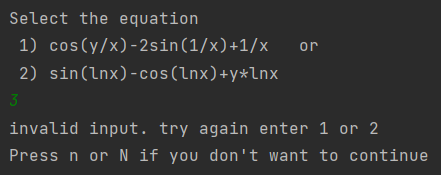 Select the equation
1) cos(y/x)-2sin(1/x)+1/x   or
2) sin(lnx)-cos(lnx)+y*lnx
3
invalid input. try again enter 1 or 2
Press n or N if you don't want to continue